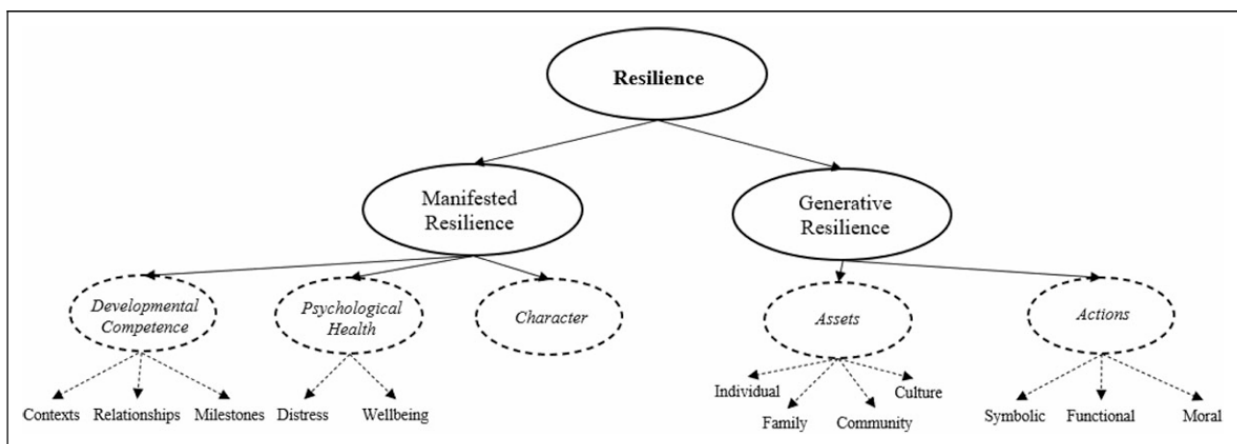 Resilience
Manifested
Resilience
Generative
Resilience
Developmental
Competence
Psychological
Health
Character
Assets
Actions
Contexts
Relationships
Milestones
Distress
Wellbeing
Individual
Family
Community
Culture
Symbolic
Functional
Moral